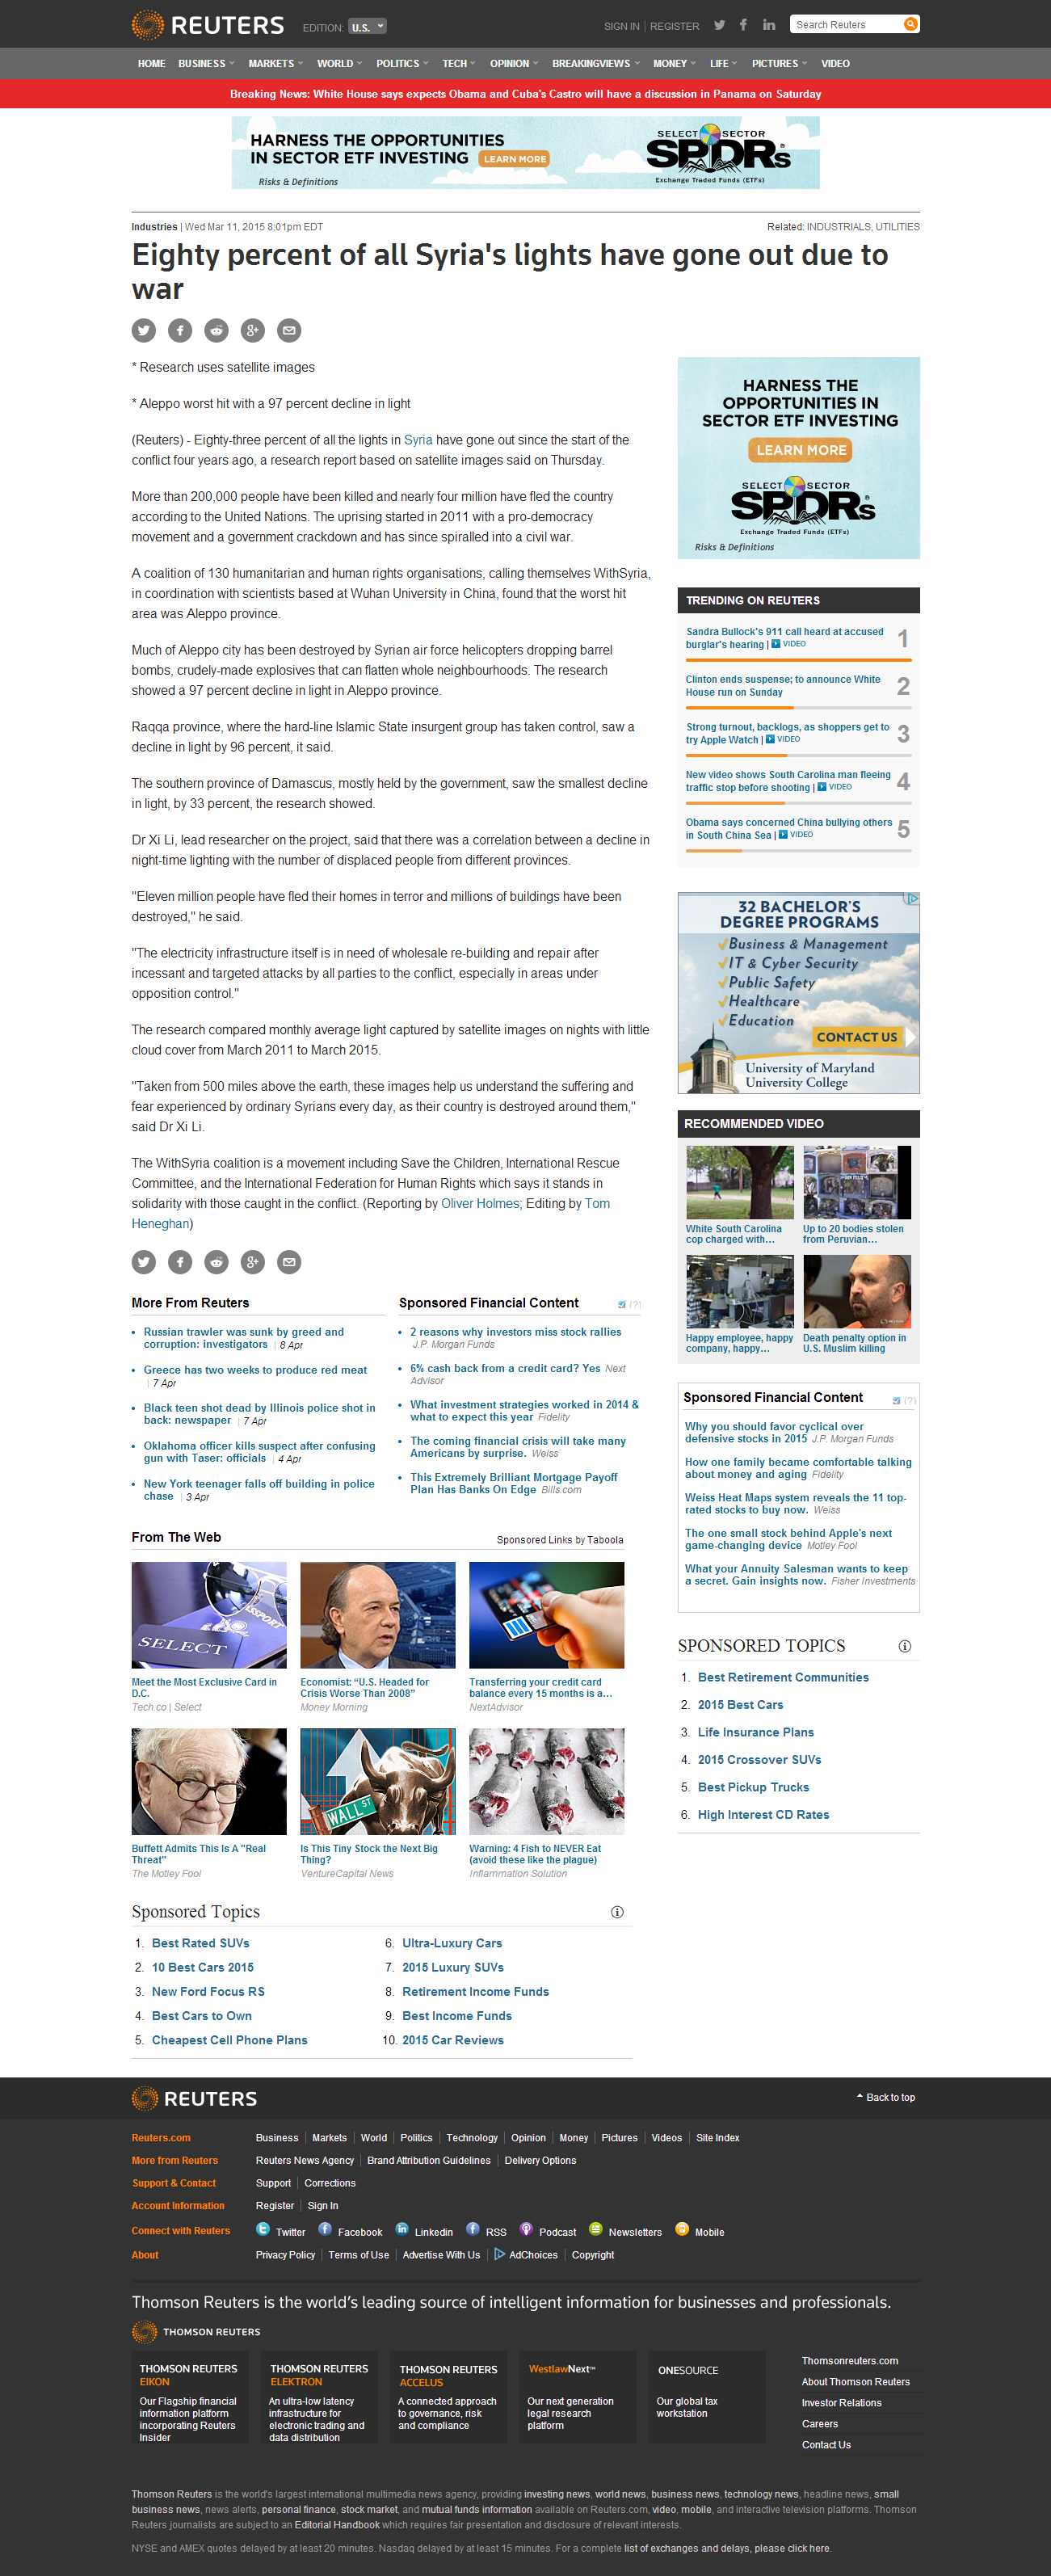 REUTERS
EDITION: U.S.
SIGN IN | REGISTER
Search Reuters
HOME BUSINESS MARKETS WORLD POLITICS TECH OPINION BREAKINGVIEWS MONEY LIFE PICTURES VIDEO
Breaking News: White House says expects Obama and Cuba's Castro will have a discussion in Panama on Saturday
HARNESS THE OPPORTUNITIES
IN SECTOR ETF INVESTING LEARN MORE
Risks & Definitions
SELECT SECTOR
SPDRs
Exchange Traded Funds (ETFs)
Industries | Wed Mar 11, 2015 8:01pm EDT
Related: INDUSTRIALS, UTILITIES
Eighty percent of all Syria's lights have gone out due to
war
* Research uses satellite images
* Aleppo worst hit with a 97 percent decline in light
(Reuters) - Eighty-three percent of all the lights in Syria have gone out since the start of the
conflict four years ago, a research report based on satellite images said on Thursday.
More than 200,000 people have been killed and nearly four million have fled the country
according to the United Nations. The uprising started in 2011 with a pro-democracy
movement and a government crackdown and has since spiralled into a civil war.
A coalition of 130 humanitarian and human rights organisations, calling themselves WithSyria,
in coordination with scientists based at Wuhan University in China, found that the worst hit
area was Aleppo province.
Much of Aleppo city has been destroyed by Syrian air force helicopters dropping barrel
bombs, crudely-made explosives that can flatten whole neighbourhoods. The research
showed a 97 percent decline in light in Aleppo province.
Raqqa province, where the hard-line Islamic State insurgent group has taken control, saw a
decline in light by 96 percent, it said.
The southern province of Damascus, mostly held by the government, saw the smallest decline
in light, by 33 percent, the research showed.
Dr Xi Li, lead researcher on the project, said that there was a correlation between a decline in
night-time lighting with the number of displaced people from different provinces.
"Eleven million people have fled their homes in terror and millions of buildings have been
destroyed," he said.
"The electricity infrastructure itself is in need of wholesale re-building and repair after
incessant and targeted attacks by all parties to the conflict, especially in areas under
opposition control."
The research compared monthly average light captured by satellite images on nights with little
cloud cover from March 2011 to March 2015.
"Taken from 500 miles above the earth, these images help us understand the suffering and
fear experienced by ordinary Syrians every day, as their country is destroyed around them,"
said Dr Xi Li.
The WithSyria coalition is a movement including Save the Children, International Rescue
Committee, and the International Federation for Human Rights which says it stands in
solidarity with those caught in the conflict. (Reporting by Oliver Holmes; Editing by Tom
Heneghan)
HARNESS THE
OPPORTUNITIES IN
SECTOR ETF INVESTING
LEARN MORE
SELECT SECTOR
SPDRs
Exchange Traded Funds (ETFs)
Risks & Definitions
TRENDING ON REUTERS
Sandra Bullock's 911 call heard at accused 1
burglar's hearing | VIDEO
Clinton ends suspense; to announce White 2
House run on Sunday
Strong turnout, backlogs, as shoppers get to 3
try Apple Watch | VIDEO
New video shows South Carolina man fleeing 4
traffic stop before shooting | VIDEO
Obama says concerned China bullying others 5
in South China Sea | VIDEO
32 BACHELOR'S
DEGREE PROGRAMS
Business & Management
IT & Cyber Security
Public Safety
Healthcare
Education
CONTACT US
University of Maryland
University College
RECOMMENDED VIDEO
White South Carolina
cop charged with...
Up to 20 bodies stolen
from Peruvian...
Happy employee, happy
company, happy...
Death penalty option in
U.S. Muslim killing
More From Reuters
Russian trawler was sunk by greed and
corruption: investigators | 8 Apr
Greece has two weeks to produce red meat
| 7 Apr
Black teen shot dead by Illinois police shot in
back: newspaper | 7 Apr
Oklahoma officer kills suspect after confusing
gun with Taser: officials | 4 Apr
New York teenager falls off building in police
chase | 3 Apr
Sponsored Financial Content (?)
2 reasons why investors miss stock rallies
J.P. Morgan Funds
6% cash back from a credit card? Yes Next
Advisor
What investment strategies worked in 2014 &
what to expect this year Fidelity
The coming financial crisis will take many
Americans by surprise. Weiss
This Extremely Brilliant Mortgage Payoff
Plan Has Banks On Edge Bills.com
Sponsored Financial Content (?)
Why you should favor cyclical over
defensive stocks in 2015 J.P. Morgan Funds
How one family became comfortable talking
about money and aging Fidelity
Weiss Heat Maps system reveals the 11 top-
rated stocks to buy now. Weiss
The one small stock behind Apple's next
game-changing device Motley Fool
What your Annuity Salesman wants to keep
a secret. Gain insights now. Fisher Investments
From The Web
Sponsored Links by Taboola
PASSPORT
SELECT
Meet the Most Exclusive Card in
D.C.
Tech.co | Select
Economist: “U.S. Headed for
Crisis Worse Than 2008”
Money Morning
Transferring your credit card
balance every 15 months is a...
NextAdvisor
WALL ST
Buffett Admits This Is A "Real
Threat"
The Motley Fool
Is This Tiny Stock the Next Big
Thing?
VentureCapital News
Warning: 4 Fish to NEVER Eat
(avoid these like the plague)
Inflammation Solution
SPONSORED TOPICS
1. Best Retirement Communities
2. 2015 Best Cars
3. Life Insurance Plans
4. 2015 Crossover SUVs
5. Best Pickup Trucks
6. High Interest CD Rates
Sponsored Topics
1. Best Rated SUVs
2. 10 Best Cars 2015
3. New Ford Focus RS
4. Best Cars to Own
5. Cheapest Cell Phone Plans
6. Ultra-Luxury Cars
7. 2015 Luxury SUVs
8. Retirement Income Funds
9. Best Income Funds
10. 2015 Car Reviews
REUTERS
Back to top
Reuters.com Business | Markets | World | Politics | Technology | Opinion | Money | Pictures | Videos | Site Index
More from Reuters Reuters News Agency | Brand Attribution Guidelines | Delivery Options
Support & Contact Support | Corrections
Account Information Register | Sign In
Connect with Reuters Twitter Facebook Linkedin RSS Podcast Newsletters Mobile
About Privacy Policy | Terms of Use | Advertise With Us | AdChoices | Copyright
Thomson Reuters is the world's leading source of intelligent information for businesses and professionals.
THOMSON REUTERS
THOMSON REUTERS
EIKON
Our Flagship financial
information platform
incorporating Reuters
Insider
THOMSON REUTERS
ELEKTRON
An ultra-low latency
infrastructure for
electronic trading and
data distribution
THOMSON REUTERS
ACCELUS
A connected approach
to governance, risk
and compliance
WestlawNext™
Our next generation
legal research
platform
ONESOURCE
Our global tax
workstation
Thomsonreuters.com
About Thomson Reuters
Investor Relations
Careers
Contact Us
Thomson Reuters is the world's largest international multimedia news agency, providing investing news, world news, business news, technology news, headline news, small
business news, news alerts, personal finance, stock market, and mutual funds information available on Reuters.com, video, mobile, and interactive television platforms. Thomson
Reuters journalists are subject to an Editorial Handbook which requires fair presentation and disclosure of relevant interests.
NYSE and AMEX quotes delayed by at least 20 minutes. Nasdaq delayed by at least 15 minutes. For a complete list of exchanges and delays, please click here.